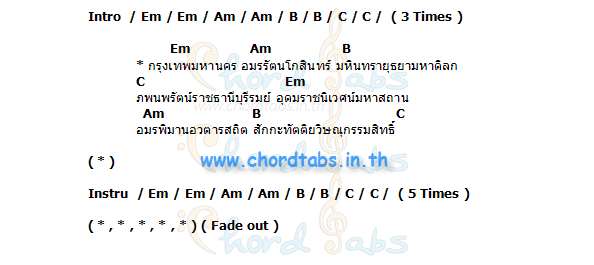 Intro / Em / Em / Am / Am / B / B / C / C / ( 3 Times )
Em Am B
* กรุงเทพมหานคร อมรรัตนโกสินทร์ มหินทรายุธยามหาดิลก
C Em
ภพนพรัตน์ราชธานีบุรีรมย์ อุดมราชนิเวศน์มหาสถาน
Am B C
อมรพิมานอวตารสถิต สักกะทัตติยวิษณุกรรมสิทธิ์
( * )
www.chordtabs.in.th
Instru / Em / Em / Am / Am / B / B / C / C / ( 5 Times )
( * , * , * , * , * ) ( Fade out )